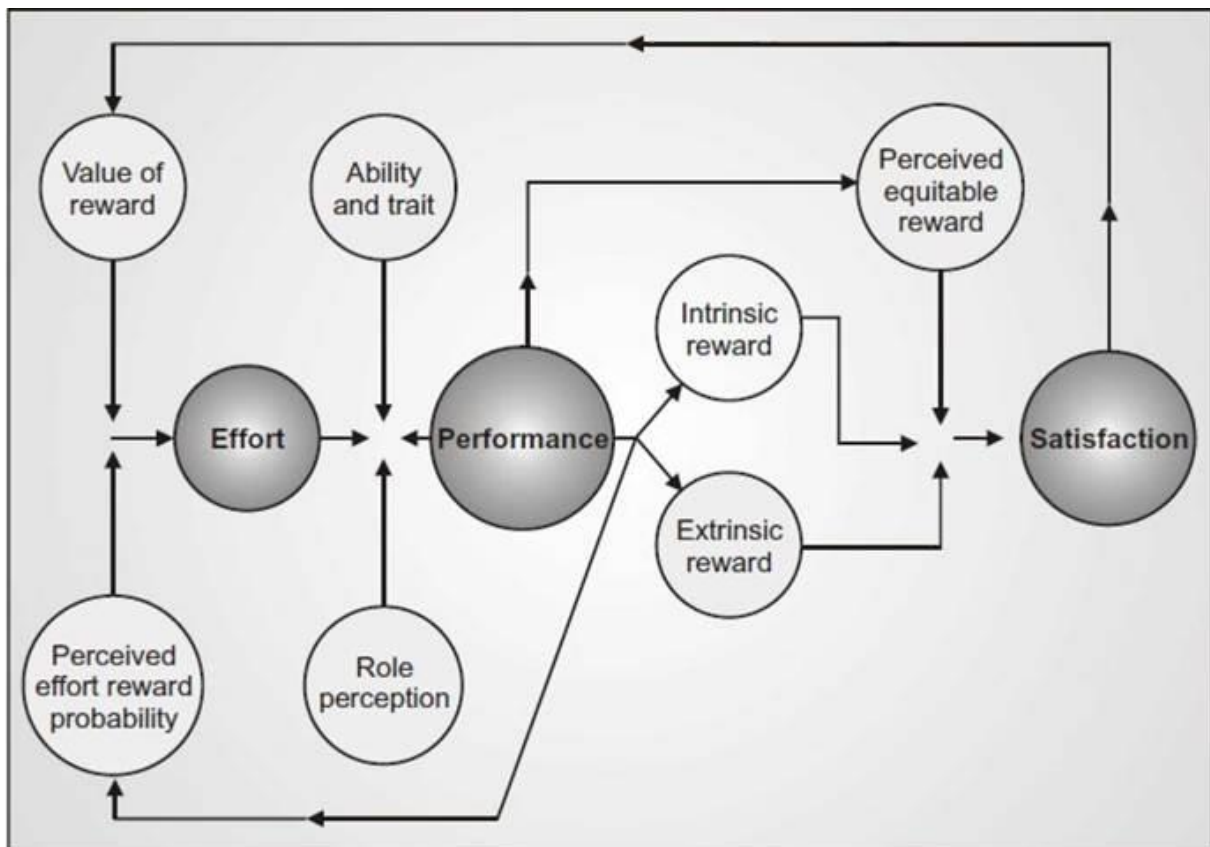 Value of
reward
Ability
and trait
Perceived
equitable
reward
Intrinsic
reward
Effort
Performance
Satisfaction
Extrinsic
reward
Perceived
effort reward
probability
Role
perception